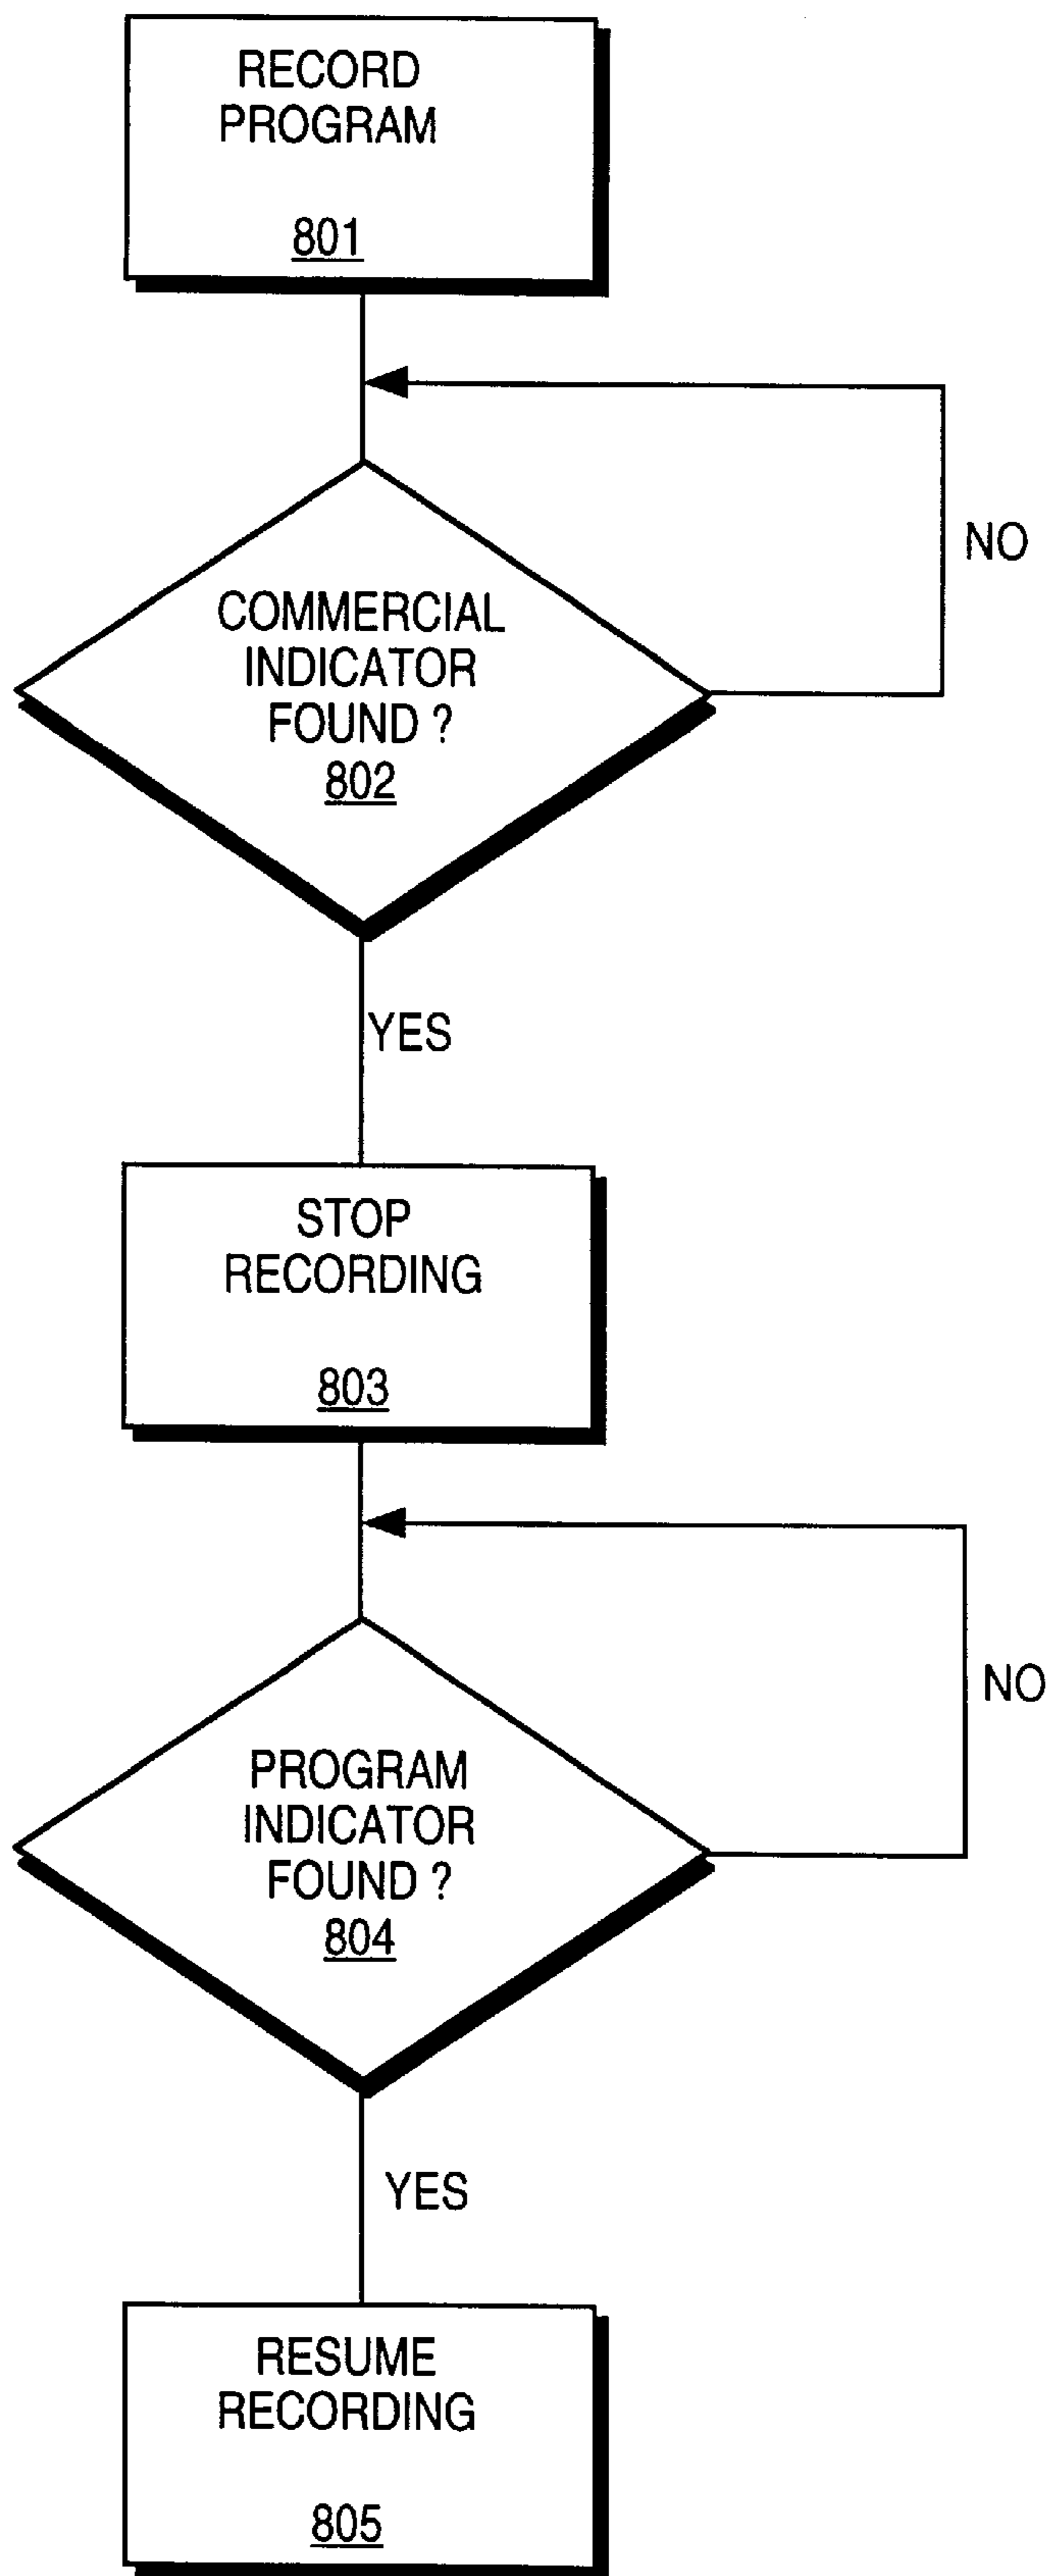 RECORD
PROGRAM
801
NO
COMMERCIAL
INDICATOR
FOUND ?
802
YES
STOP
RECORDING
803
NO
PROGRAM
INDICATOR
FOUND ?
804
YES
RESUME
RECORDING
805